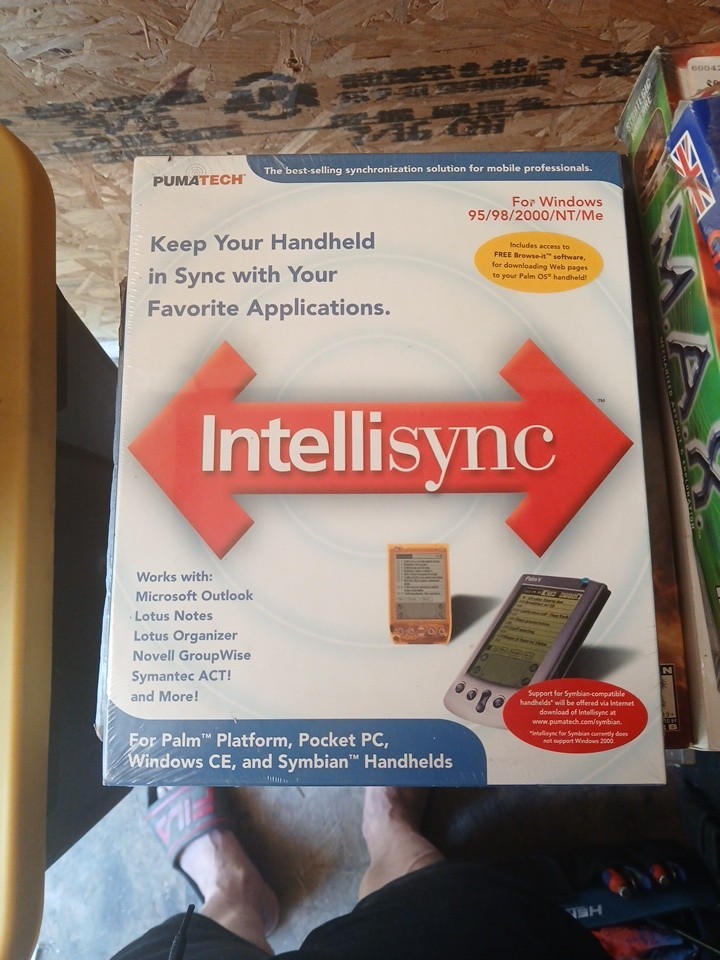 PUMATECH™
The best-selling synchronization solution for mobile professionals.
For Windows
95/98/2000/NT/Me
Keep Your Handheld
in Sync with Your
Favorite Applications.
Includes access to
FREE Browse-it™ software,
for downloading Web pages
to your Palm OS® handheld!
Intellisync™
Works with:
Microsoft Outlook
Lotus Notes
Lotus Organizer
Novell GroupWise
Symantec ACT!
and More!
Palm V
Support for Symbian-compatible
handhelds* will be offered via Internet
download of Intellisync at
www.pumatech.com/symbian.
*Intellisync for Symbian currently does
not support Windows 2000.
For Palm™ Platform, Pocket PC,
Windows CE, and Symbian™ Handhelds
M.A.X.
FILA